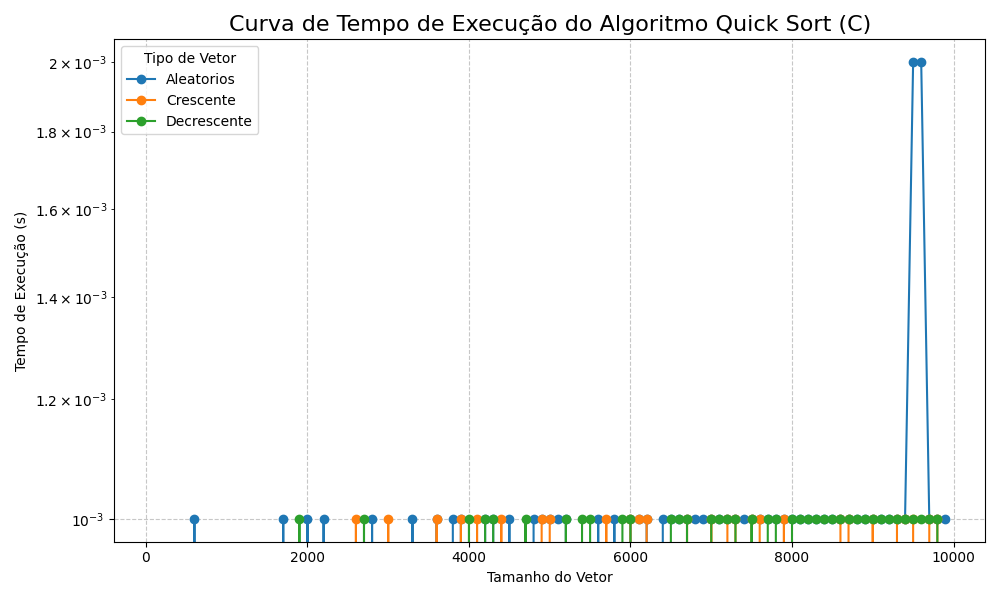 Curva de Tempo de Execução do Algoritmo Quick Sort (C)
Tipo de Vetor
Aleatorios
Crescente
Decrescente
Tempo de Execução (s)
2 × 10⁻³
1.8 × 10⁻³
1.6 × 10⁻³
1.4 × 10⁻³
1.2 × 10⁻³
10⁻³
0 2000 4000 6000 8000 10000
Tamanho do Vetor